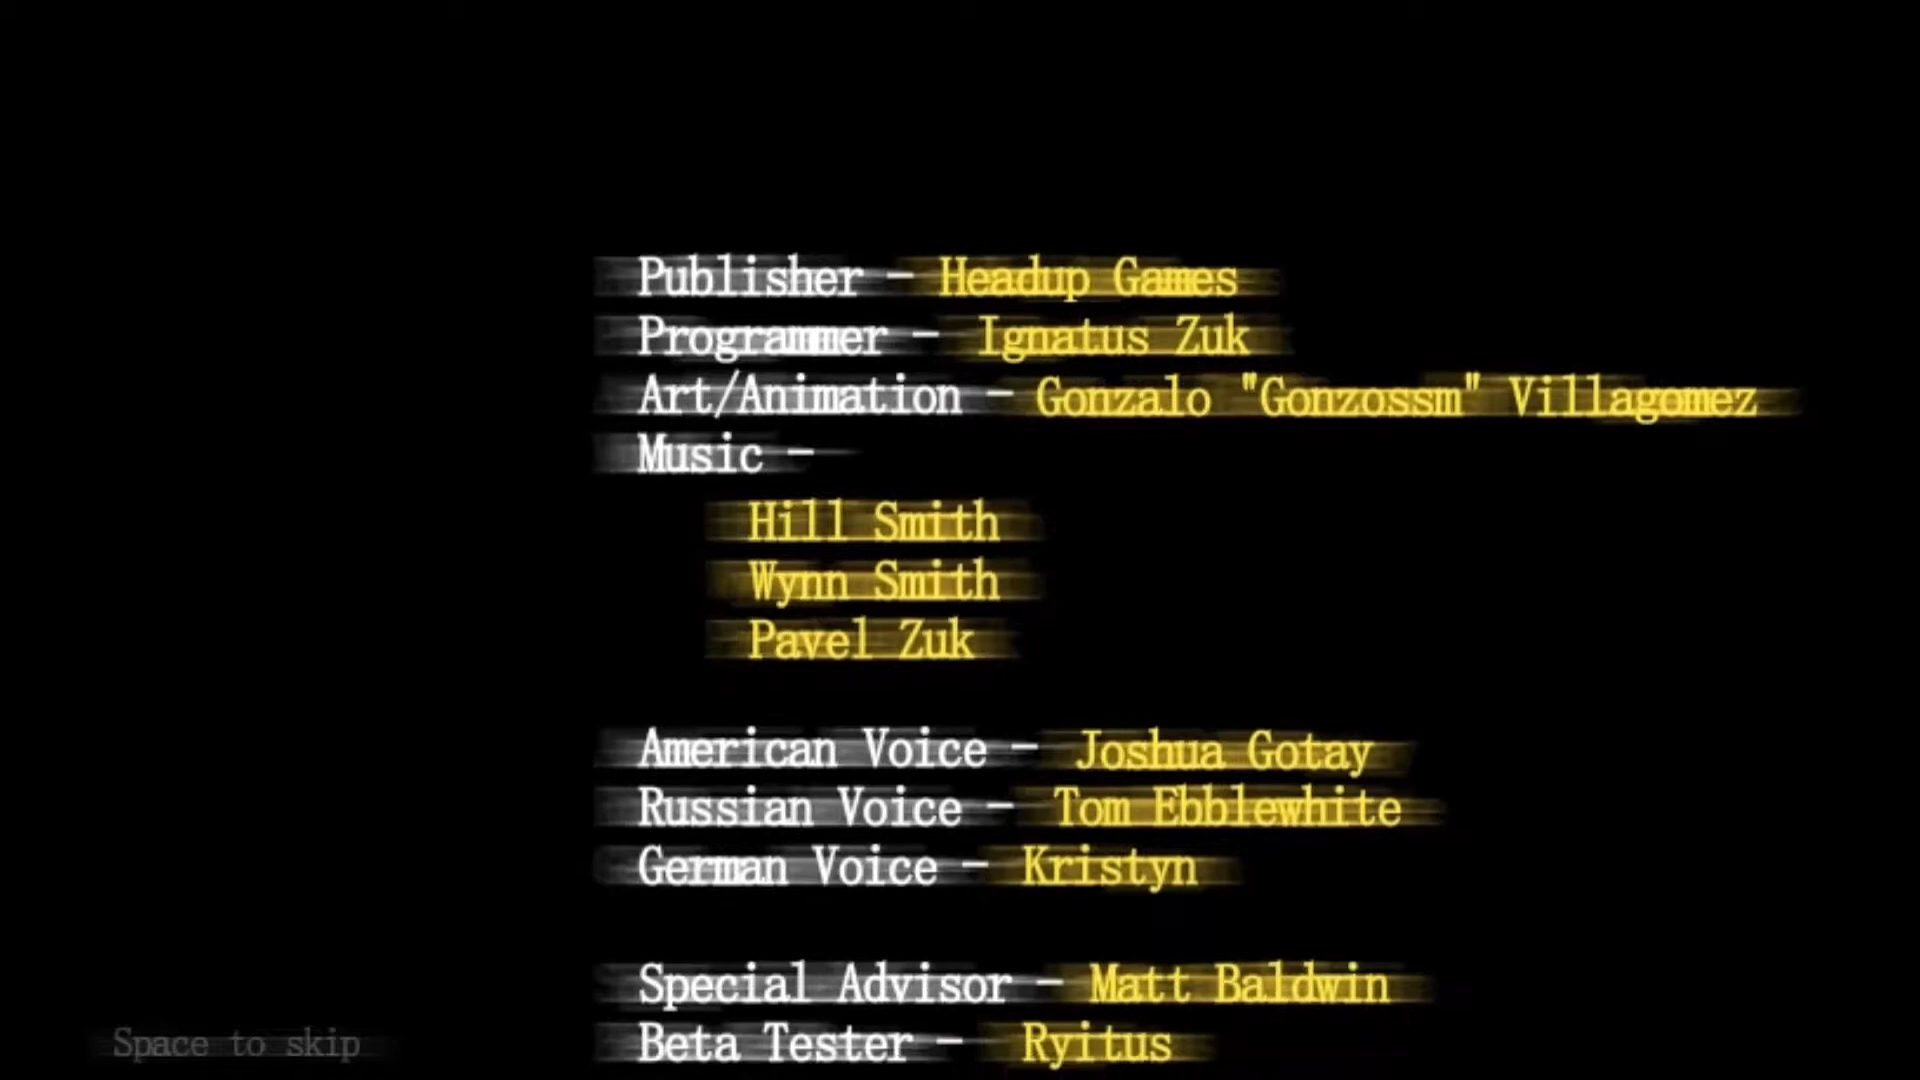 Publisher - Headup Games
Programmer - Ignatus Zuk
Art/Animation - Gonzalo "Gonzossm" Villagomez
Music -
Hill Smith
Wynn Smith
Pavel Zuk
American Voice - Joshua Gotay
Russian Voice - Tom Ebblewhite
German Voice - Kristyn
Special Advisor - Matt Baldwin
Beta Tester - Ryitus
Space to skip